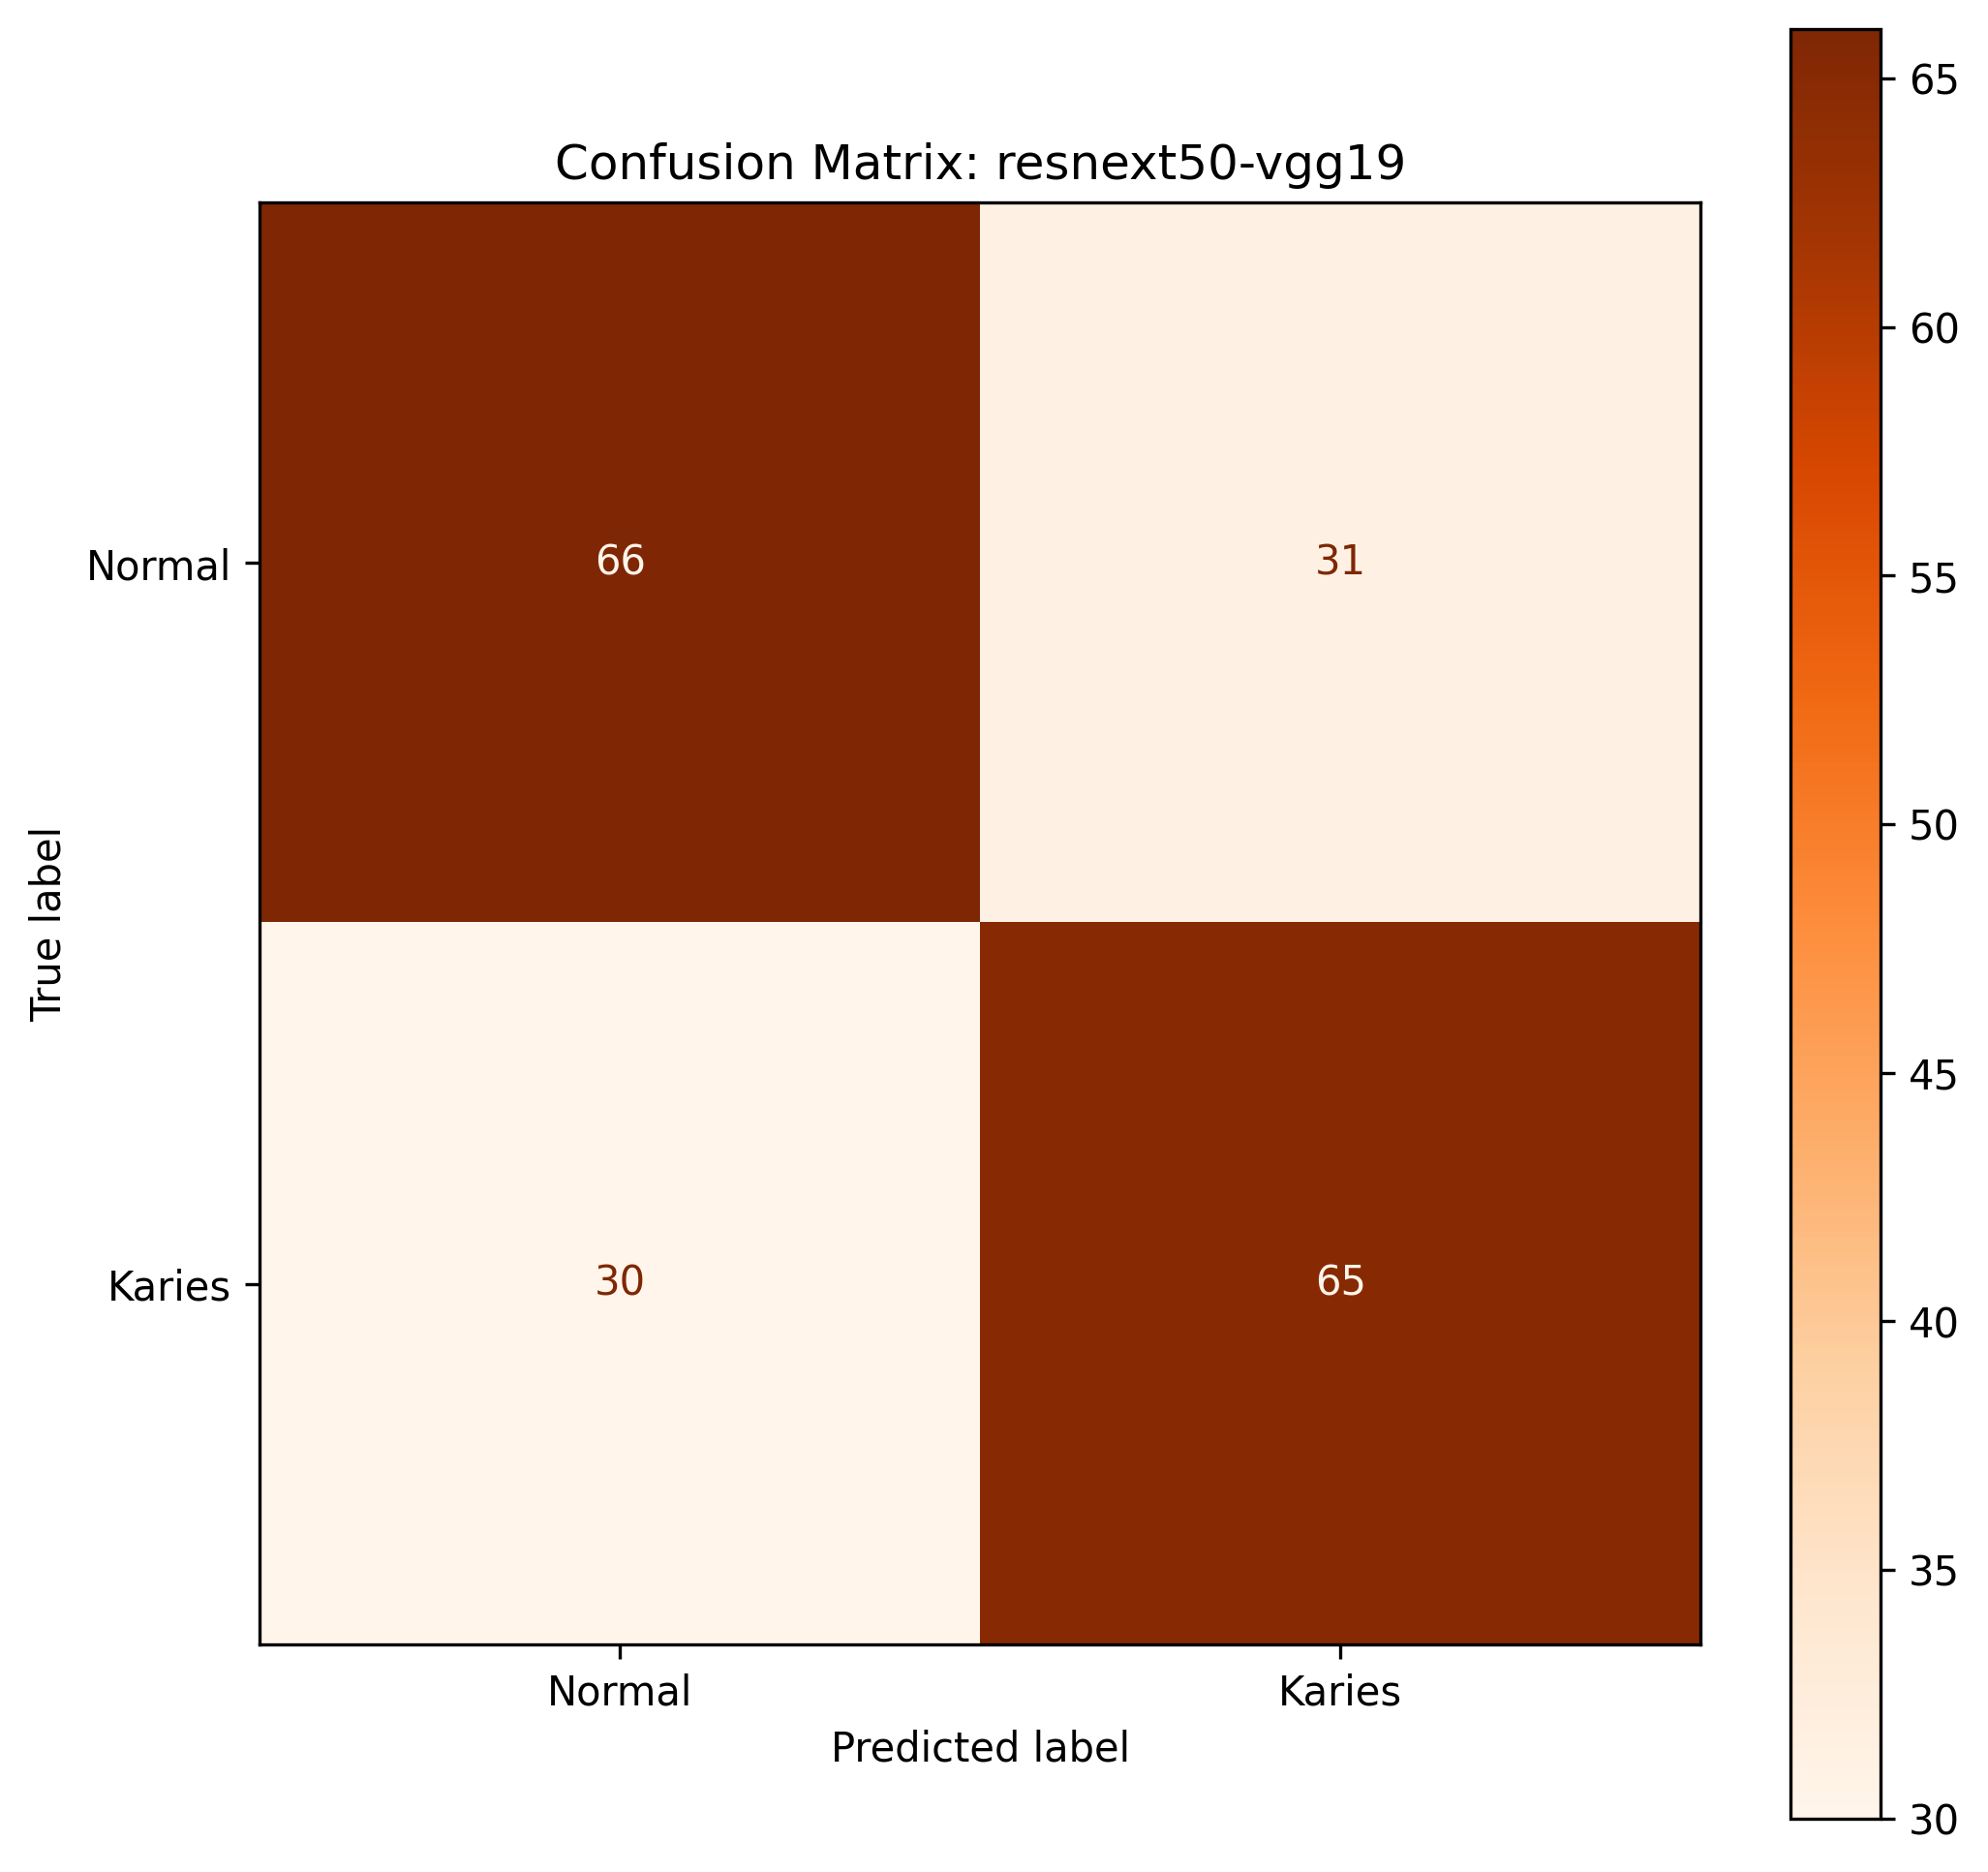 Confusion Matrix: resnext50-vgg19
True label
Normal
66
31
Karies
30
65
Normal
Karies
Predicted label
65
60
55
50
45
40
35
30